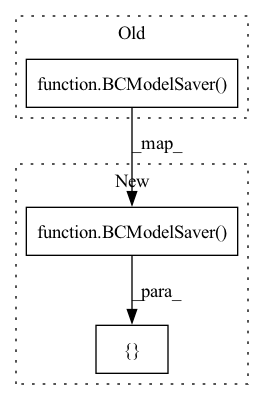 Old
function.BCModelSaver()
_map_
New
function.BCModelSaver()
_para_
{}